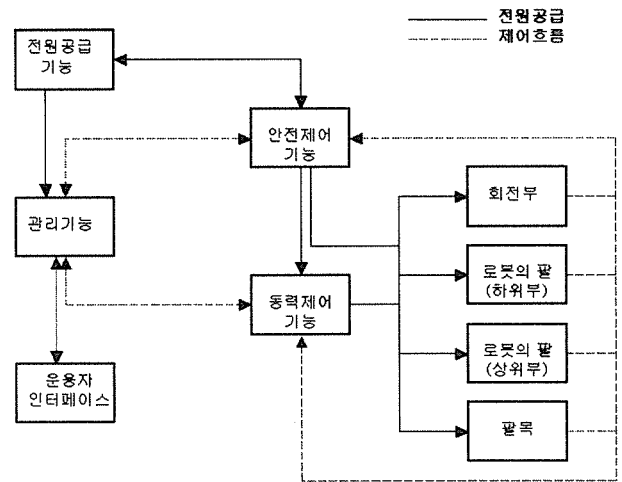 전원공급
제어흐름
전원공급
기능
안전제어
기능
회전부
관리기능
로봇의 팔
(하위부)
동력제어
기능
로봇의 팔
(상위부)
운용자
인터페이스
팔목